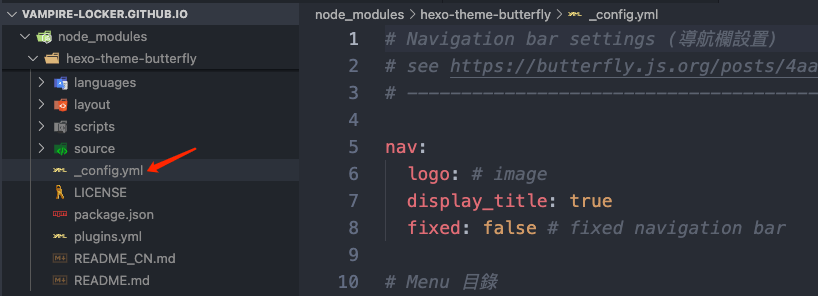 VAMPIRE-LOCKER.GITHUB.IO
node_modules
hexo-theme-butterfly
languages
layout
scripts
source
_config.yml
LICENSE
package.json
plugins.yml
README_CN.md
README.md
node_modules > hexo-theme-butterfly > _config.yml
1 # Navigation bar settings (導航欄設置)
2 # see https://butterfly.js.org/posts/4aa
3 # --------------------------------------
4
5 nav:
6 logo: # image
7 display_title: true
8 fixed: false # fixed navigation bar
9
10 # Menu 目錄